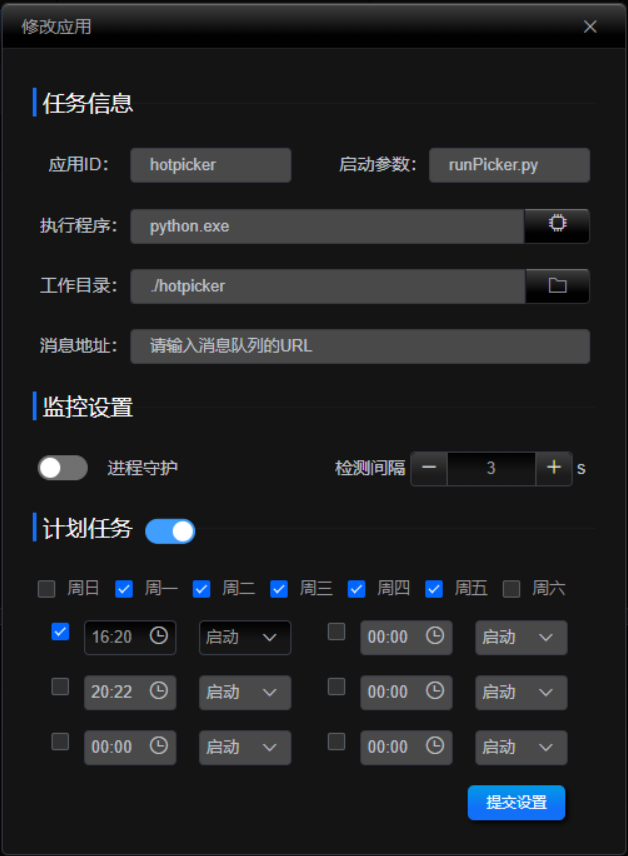 修改应用
任务信息
应用ID: hotpicker 启动参数: runPicker.py
执行程序: python.exe
工作目录: ./hotpicker
消息地址: 请输入消息队列的URL
监控设置
进程守护 检测间隔 − 3 + s
计划任务
周日 周一 周二 周三 周四 周五 周六
16:20 启动 00:00 启动
20:22 启动 00:00 启动
00:00 启动 00:00 启动
提交设置